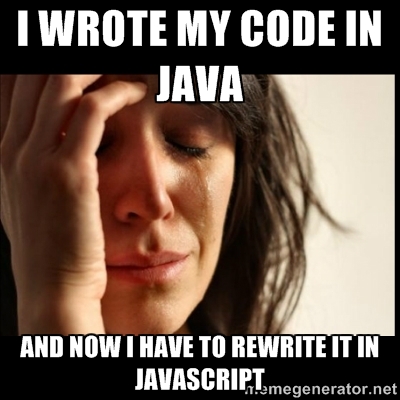 I WROTE MY CODE IN
JAVA
AND NOW I HAVE TO REWRITE IT IN
JAVASCRIPT
memegenerator.net